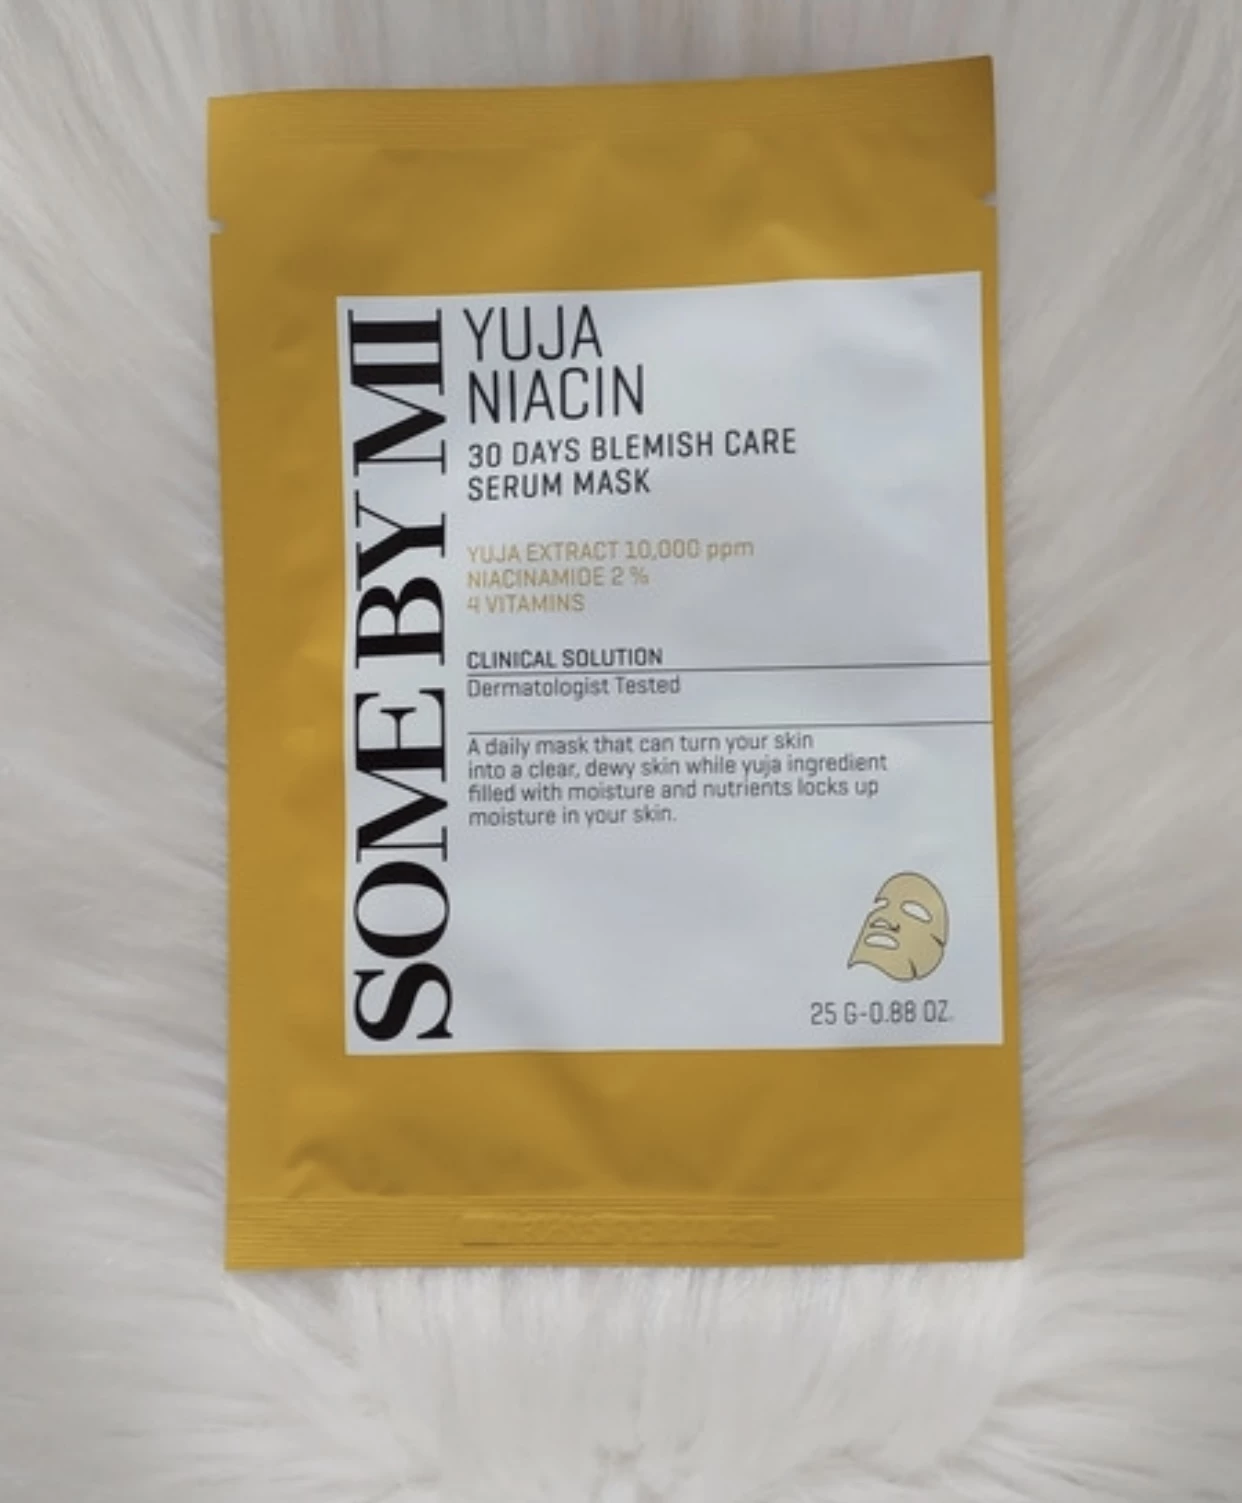 SOME BY MI
YUJA
NIACIN
30 DAYS BLEMISH CARE
SERUM MASK
YUJA EXTRACT 10,000 ppm
NIACINAMIDE 2 %
4 VITAMINS
CLINICAL SOLUTION
Dermatologist Tested
A daily mask that can turn your skin
into a clear, dewy skin while yuja ingredient
filled with moisture and nutrients locks up
moisture in your skin.
25 G-0.88 OZ.